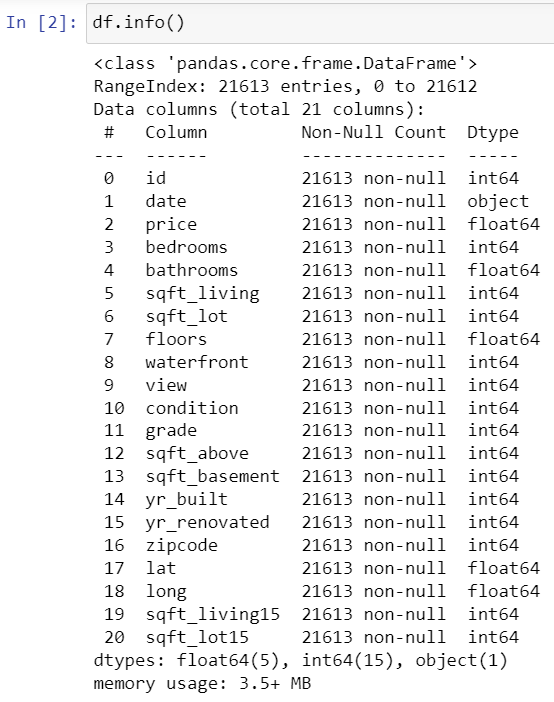 In [2]: df.info()
<class 'pandas.core.frame.DataFrame'>
RangeIndex: 21613 entries, 0 to 21612
Data columns (total 21 columns):
 #   Column         Non-Null Count  Dtype
---  ------         --------------  -----
 0   id             21613 non-null  int64
 1   date           21613 non-null  object
 2   price          21613 non-null  float64
 3   bedrooms       21613 non-null  int64
 4   bathrooms      21613 non-null  float64
 5   sqft_living    21613 non-null  int64
 6   sqft_lot       21613 non-null  int64
 7   floors         21613 non-null  float64
 8   waterfront     21613 non-null  int64
 9   view           21613 non-null  int64
 10  condition      21613 non-null  int64
 11  grade          21613 non-null  int64
 12  sqft_above     21613 non-null  int64
 13  sqft_basement  21613 non-null  int64
 14  yr_built       21613 non-null  int64
 15  yr_renovated   21613 non-null  int64
 16  zipcode        21613 non-null  int64
 17  lat            21613 non-null  float64
 18  long           21613 non-null  float64
 19  sqft_living15  21613 non-null  int64
 20  sqft_lot15     21613 non-null  int64
dtypes: float64(5), int64(15), object(1)
memory usage: 3.5+ MB